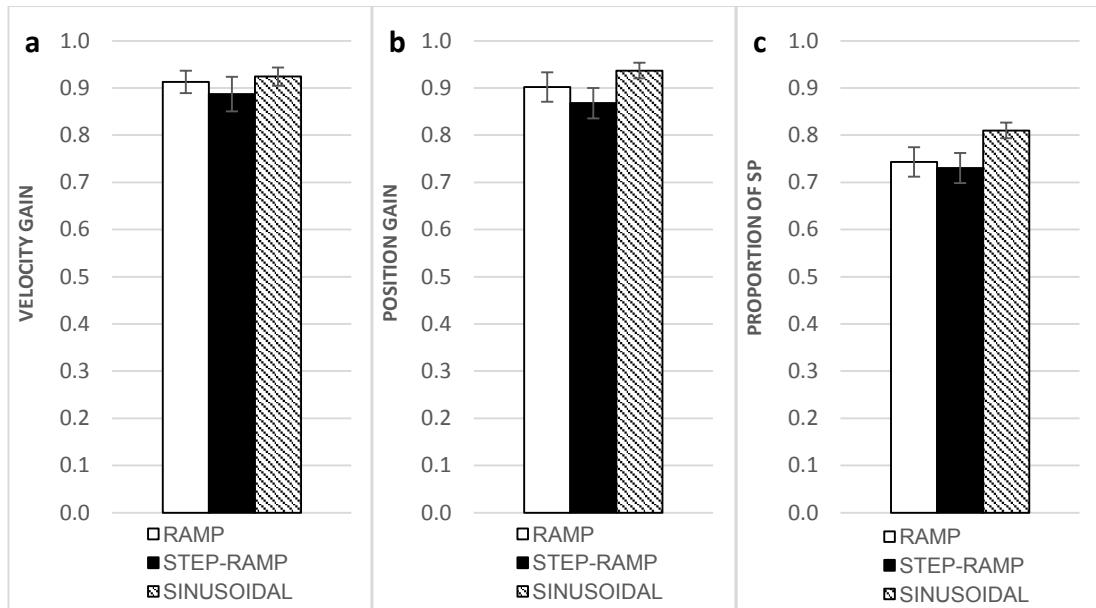 a
VELOCITY GAIN
1.0
0.9
0.8
0.7
0.6
0.5
0.4
0.3
0.2
0.1
0.0
RAMP
STEP-RAMP
SINUSOIDAL
b
POSITION GAIN
1.0
0.9
0.8
0.7
0.6
0.5
0.4
0.3
0.2
0.1
0.0
RAMP
STEP-RAMP
SINUSOIDAL
c
PROPORTION OF SP
1.0
0.9
0.8
0.7
0.6
0.5
0.4
0.3
0.2
0.1
0.0
RAMP
STEP-RAMP
SINUSOIDAL